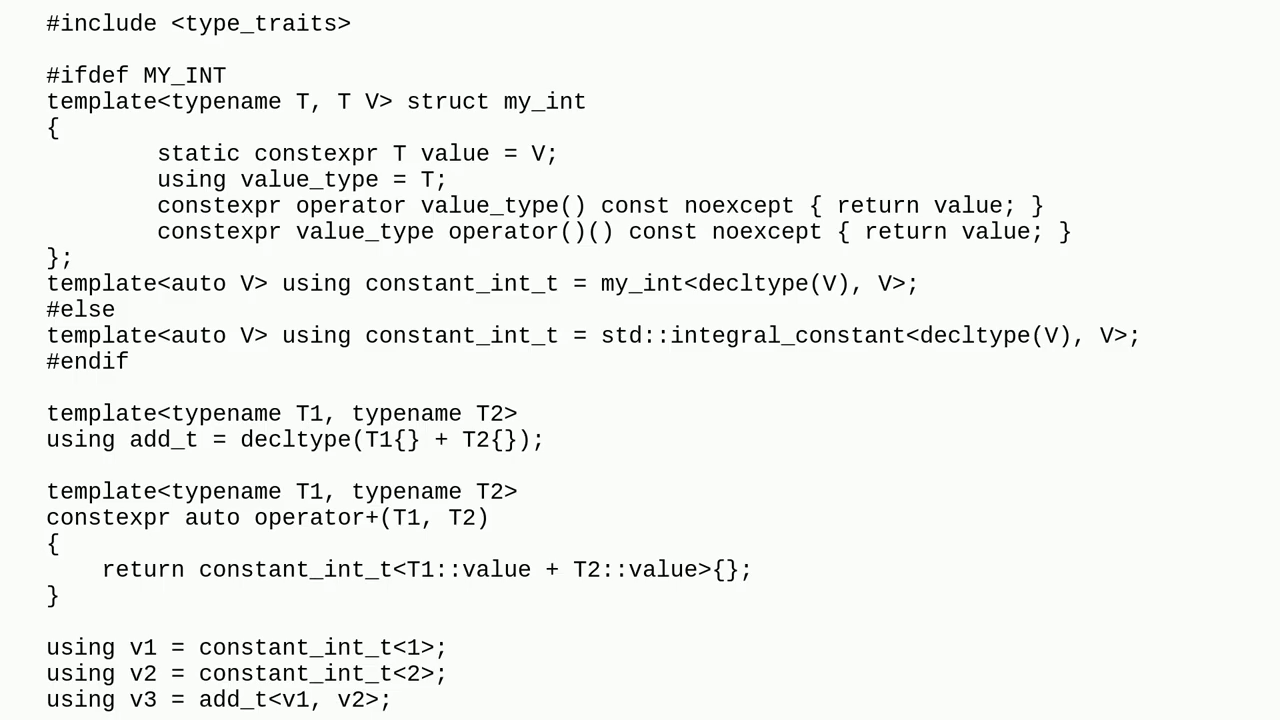 #include <type_traits>

#ifdef MY_INT
template<typename T, T V> struct my_int
{
        static constexpr T value = V;
        using value_type = T;
        constexpr operator value_type() const noexcept { return value; }
        constexpr value_type operator()() const noexcept { return value; }
};
template<auto V> using constant_int_t = my_int<decltype(V), V>;
#else
template<auto V> using constant_int_t = std::integral_constant<decltype(V), V>;
#endif

template<typename T1, typename T2>
using add_t = decltype(T1{} + T2{});

template<typename T1, typename T2>
constexpr auto operator+(T1, T2)
{
    return constant_int_t<T1::value + T2::value>{};
}

using v1 = constant_int_t<1>;
using v2 = constant_int_t<2>;
using v3 = add_t<v1, v2>;